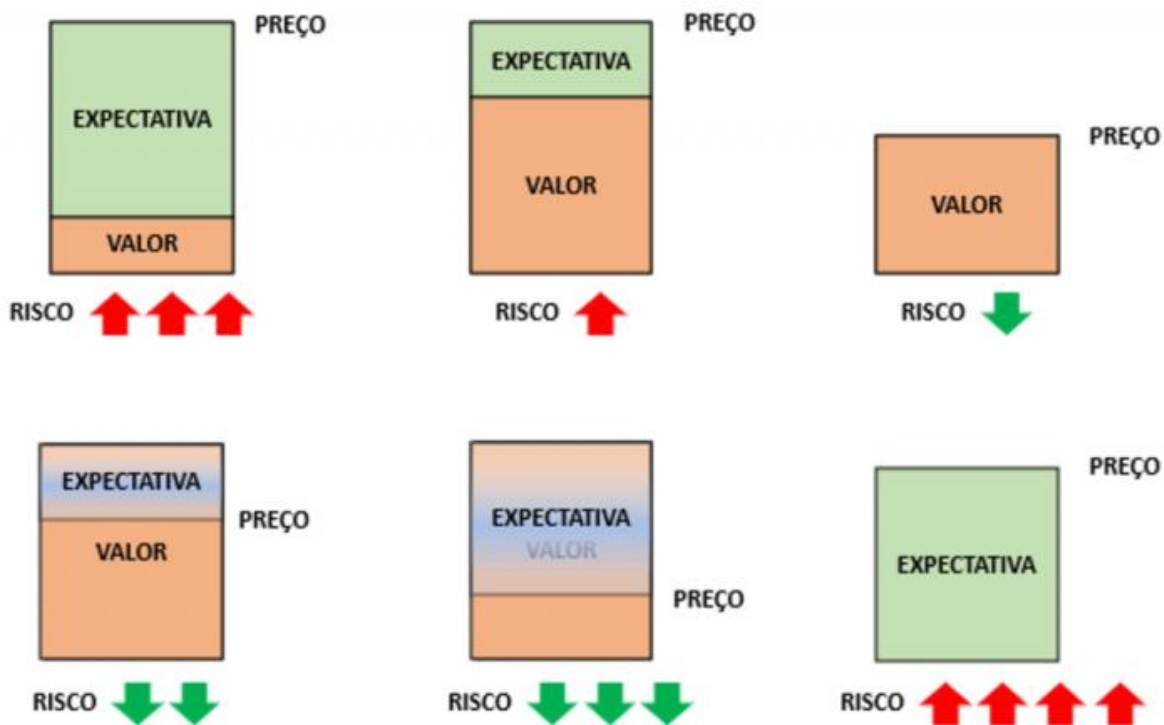 PREÇO
EXPECTATIVA
VALOR
RISCO
PREÇO
EXPECTATIVA
VALOR
RISCO
PREÇO
VALOR
RISCO
EXPECTATIVA
PREÇO
VALOR
RISCO
EXPECTATIVA
VALOR
PREÇO
RISCO
PREÇO
EXPECTATIVA
RISCO